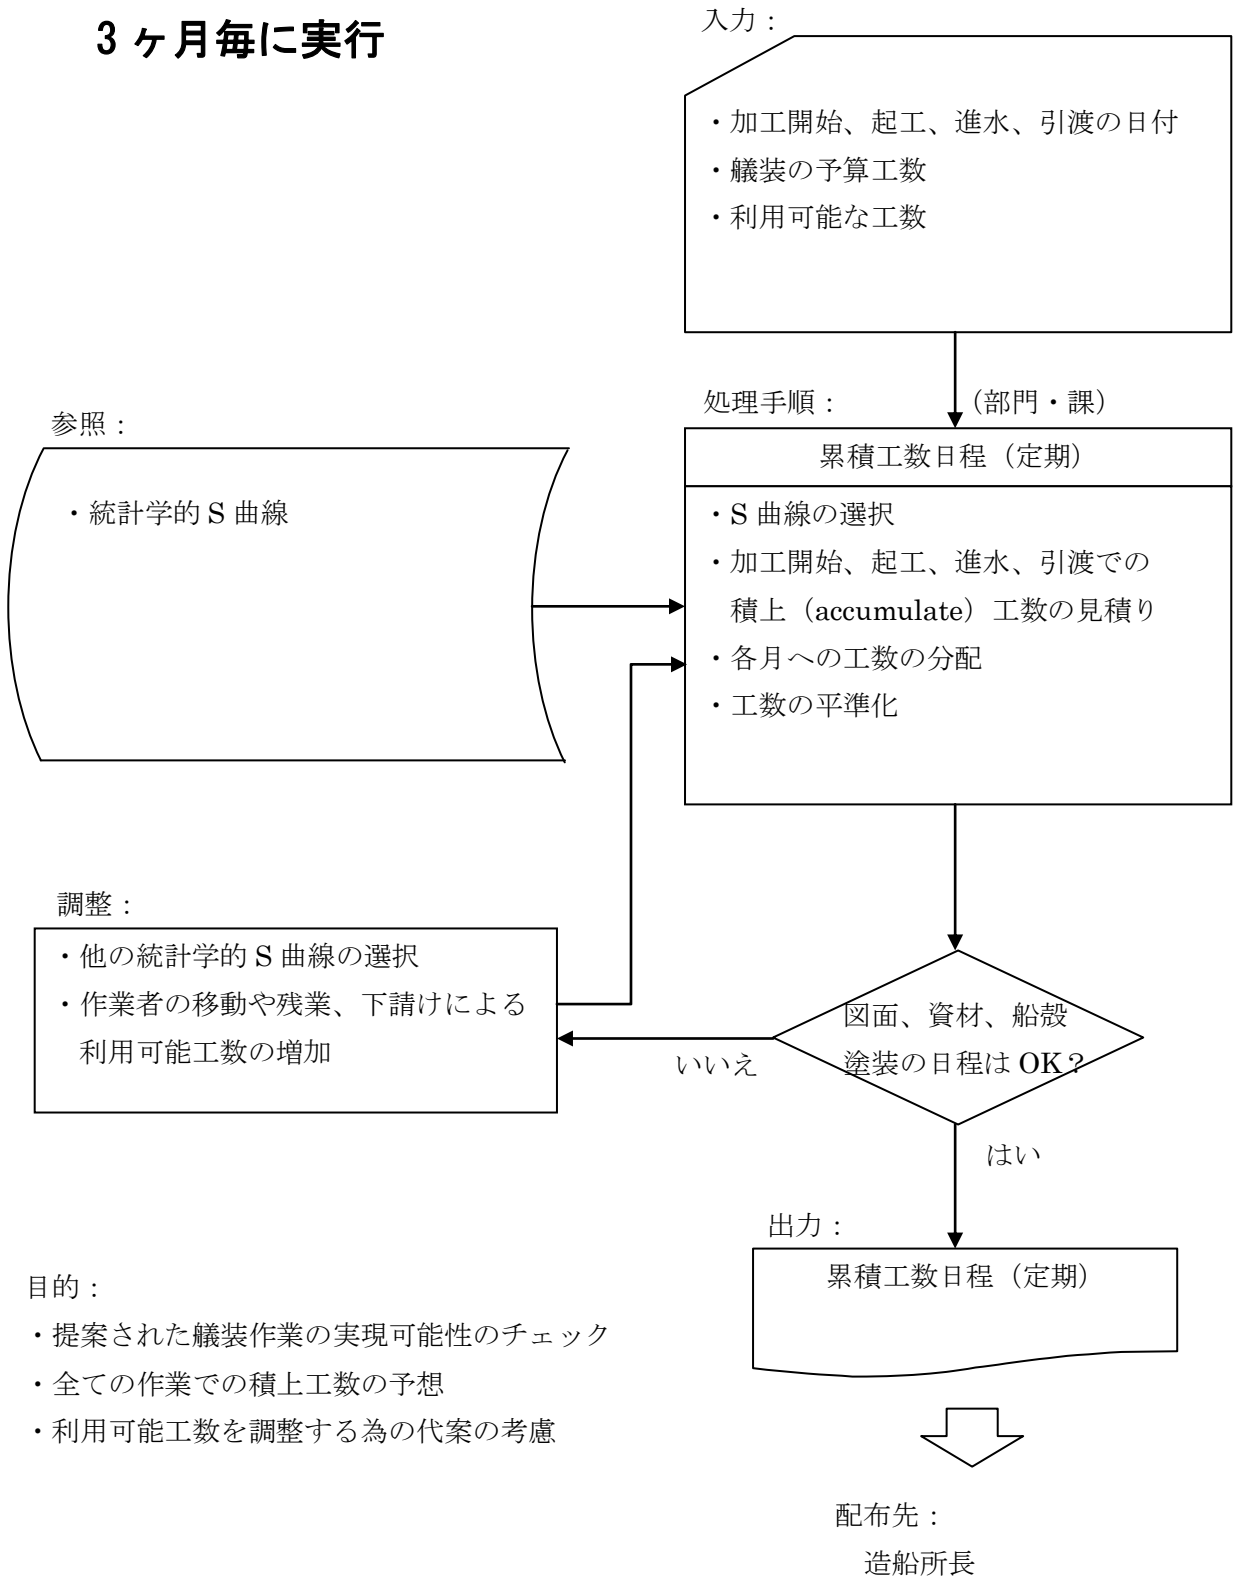 3ヶ月毎に実行
入力：
・加工開始、起工、進水、引渡の日付
・艤装の予算工数
・利用可能な工数
処理手順：
（部門・課）
参照：
・統計学的 S 曲線
累積工数日程（定期）
・S 曲線の選択
・加工開始、起工、進水、引渡での
積上（accumulate）工数の見積り
・各月への工数の分配
・工数の平準化
調整：
・他の統計学的 S 曲線の選択
・作業者の移動や残業、下請けによる
利用可能工数の増加
図面、資材、船殻
塗装の日程は OK？
いいえ
はい
出力：
累積工数日程（定期）
目的：
・提案された艤装作業の実現可能性のチェック
・全ての作業での積上工数の予想
・利用可能工数を調整する為の代案の考慮
配布先：
造船所長